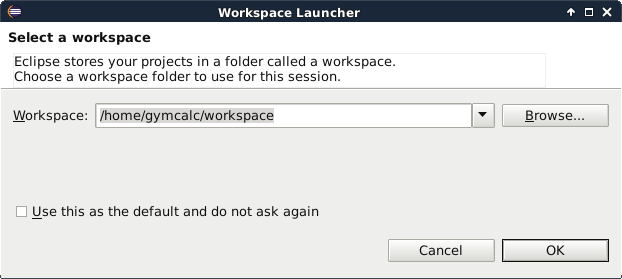 Workspace Launcher
Select a workspace
Eclipse stores your projects in a folder called a workspace.
Choose a workspace folder to use for this session.
Workspace: /home/gymcalc/workspace Browse...
Use this as the default and do not ask again
Cancel OK